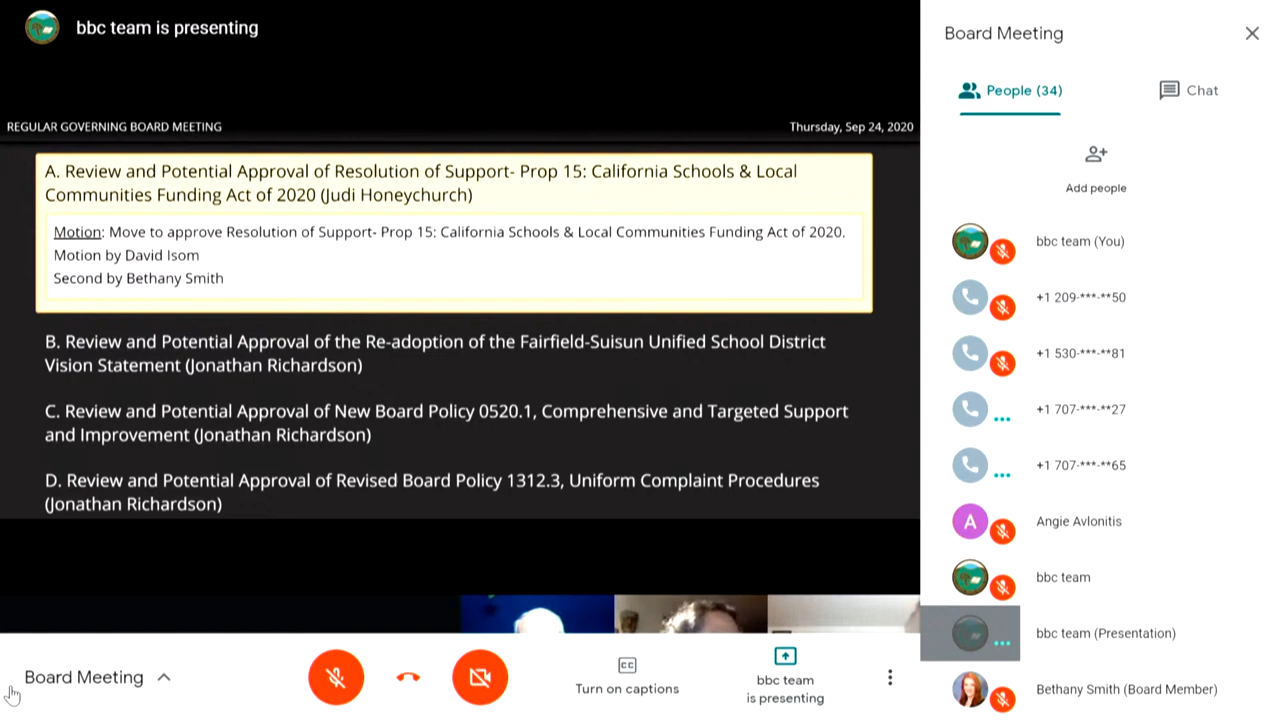 bbc team is presenting
REGULAR GOVERNING BOARD MEETING
Thursday, Sep 24, 2020
A. Review and Potential Approval of Resolution of Support- Prop 15: California Schools & Local
Communities Funding Act of 2020 (Judi Honeychurch)
Motion: Move to approve Resolution of Support- Prop 15: California Schools & Local Communities Funding Act of 2020.
Motion by David Isom
Second by Bethany Smith
B. Review and Potential Approval of the Re-adoption of the Fairfield-Suisun Unified School District
Vision Statement (Jonathan Richardson)
C. Review and Potential Approval of New Board Policy 0520.1, Comprehensive and Targeted Support
and Improvement (Jonathan Richardson)
D. Review and Potential Approval of Revised Board Policy 1312.3, Uniform Complaint Procedures
(Jonathan Richardson)
Board Meeting
CC
Turn on captions
bbc team
is presenting
Board Meeting
People (34)
Chat
Add people
bbc team (You)
+1 209-***-**50
+1 530-***-**81
+1 707-***-**27
+1 707-***-**65
A
Angie Avlonitis
bbc team
bbc team (Presentation)
Bethany Smith (Board Member)